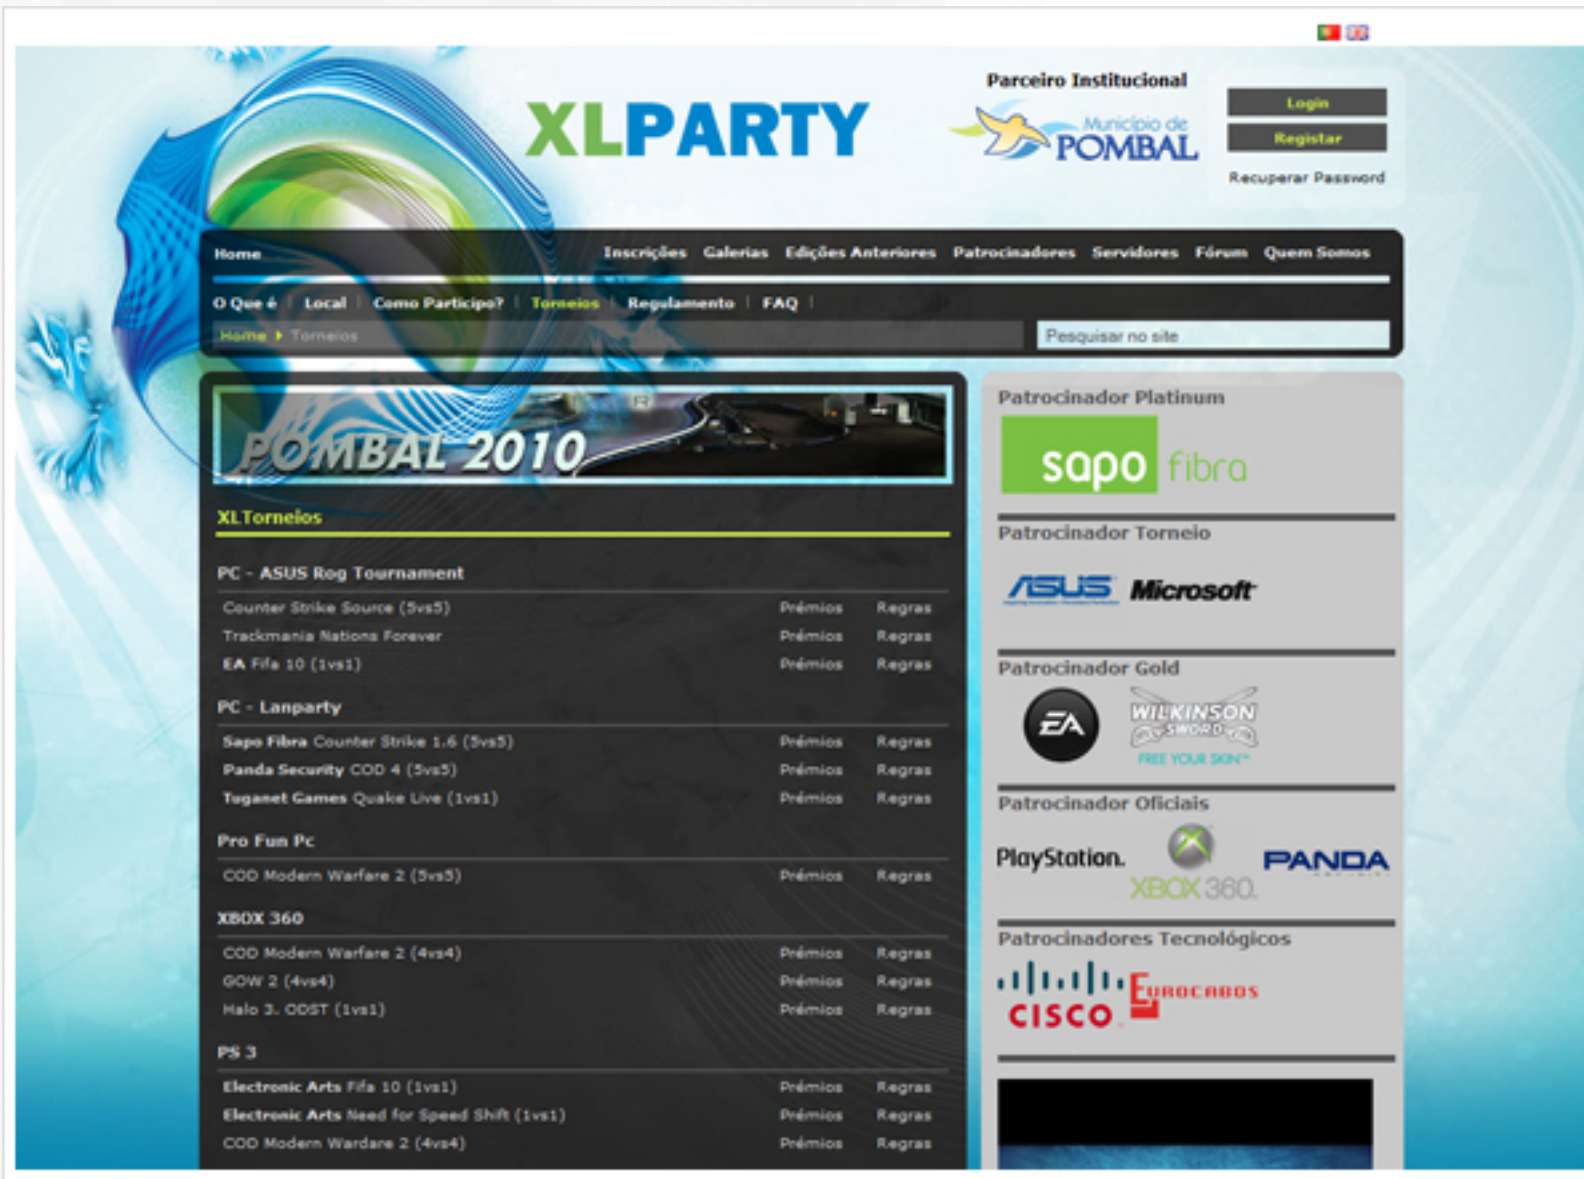 Parceiro Institucional
XLPARTY
Município de
POMBAL
Login
Registar
Recuperar Password
Home
Inscrições Galerias Edições Anteriores Patrocinadores Servidores Fórum Quem Somos
O Que é | Local | Como Participo? | Torneios | Regulamento | FAQ |
Home Torneios
Pesquisar no site
POMBAL 2010
XLTorneios
PC - ASUS Rog Tournament
Counter Strike Source (5vs5) Prémios Regras
Trackmania Nations Forever Prémios Regras
EA Fifa 10 (1vs1) Prémios Regras
PC - Lanparty
Sapo Fibra Counter Strike 1.6 (5vs5) Prémios Regras
Panda Security COD 4 (5vs5) Prémios Regras
Tuganet Games Quake Live (1vs1) Prémios Regras
Pro Fun Pc
COD Modern Warfare 2 (5vs5) Prémios Regras
XBOX 360
COD Modern Warfare 2 (4vs4) Prémios Regras
GOW 2 (4vs4) Prémios Regras
Halo 3. ODST (1vs1) Prémios Regras
PS 3
Electronic Arts Fifa 10 (1vs1) Prémios Regras
Electronic Arts Need for Speed Shift (1vs1) Prémios Regras
COD Modern Wardare 2 (4vs4) Prémios Regras
Patrocinador Platinum
sapo fibra
Patrocinador Torneio
ASUS Microsoft
Patrocinador Gold
EA
WILKINSON
SWORD
FREE YOUR SKIN™
Patrocinador Oficiais
PlayStation.
XBOX 360.
PANDA
Patrocinadores Tecnológicos
CISCO
EUROCABOS